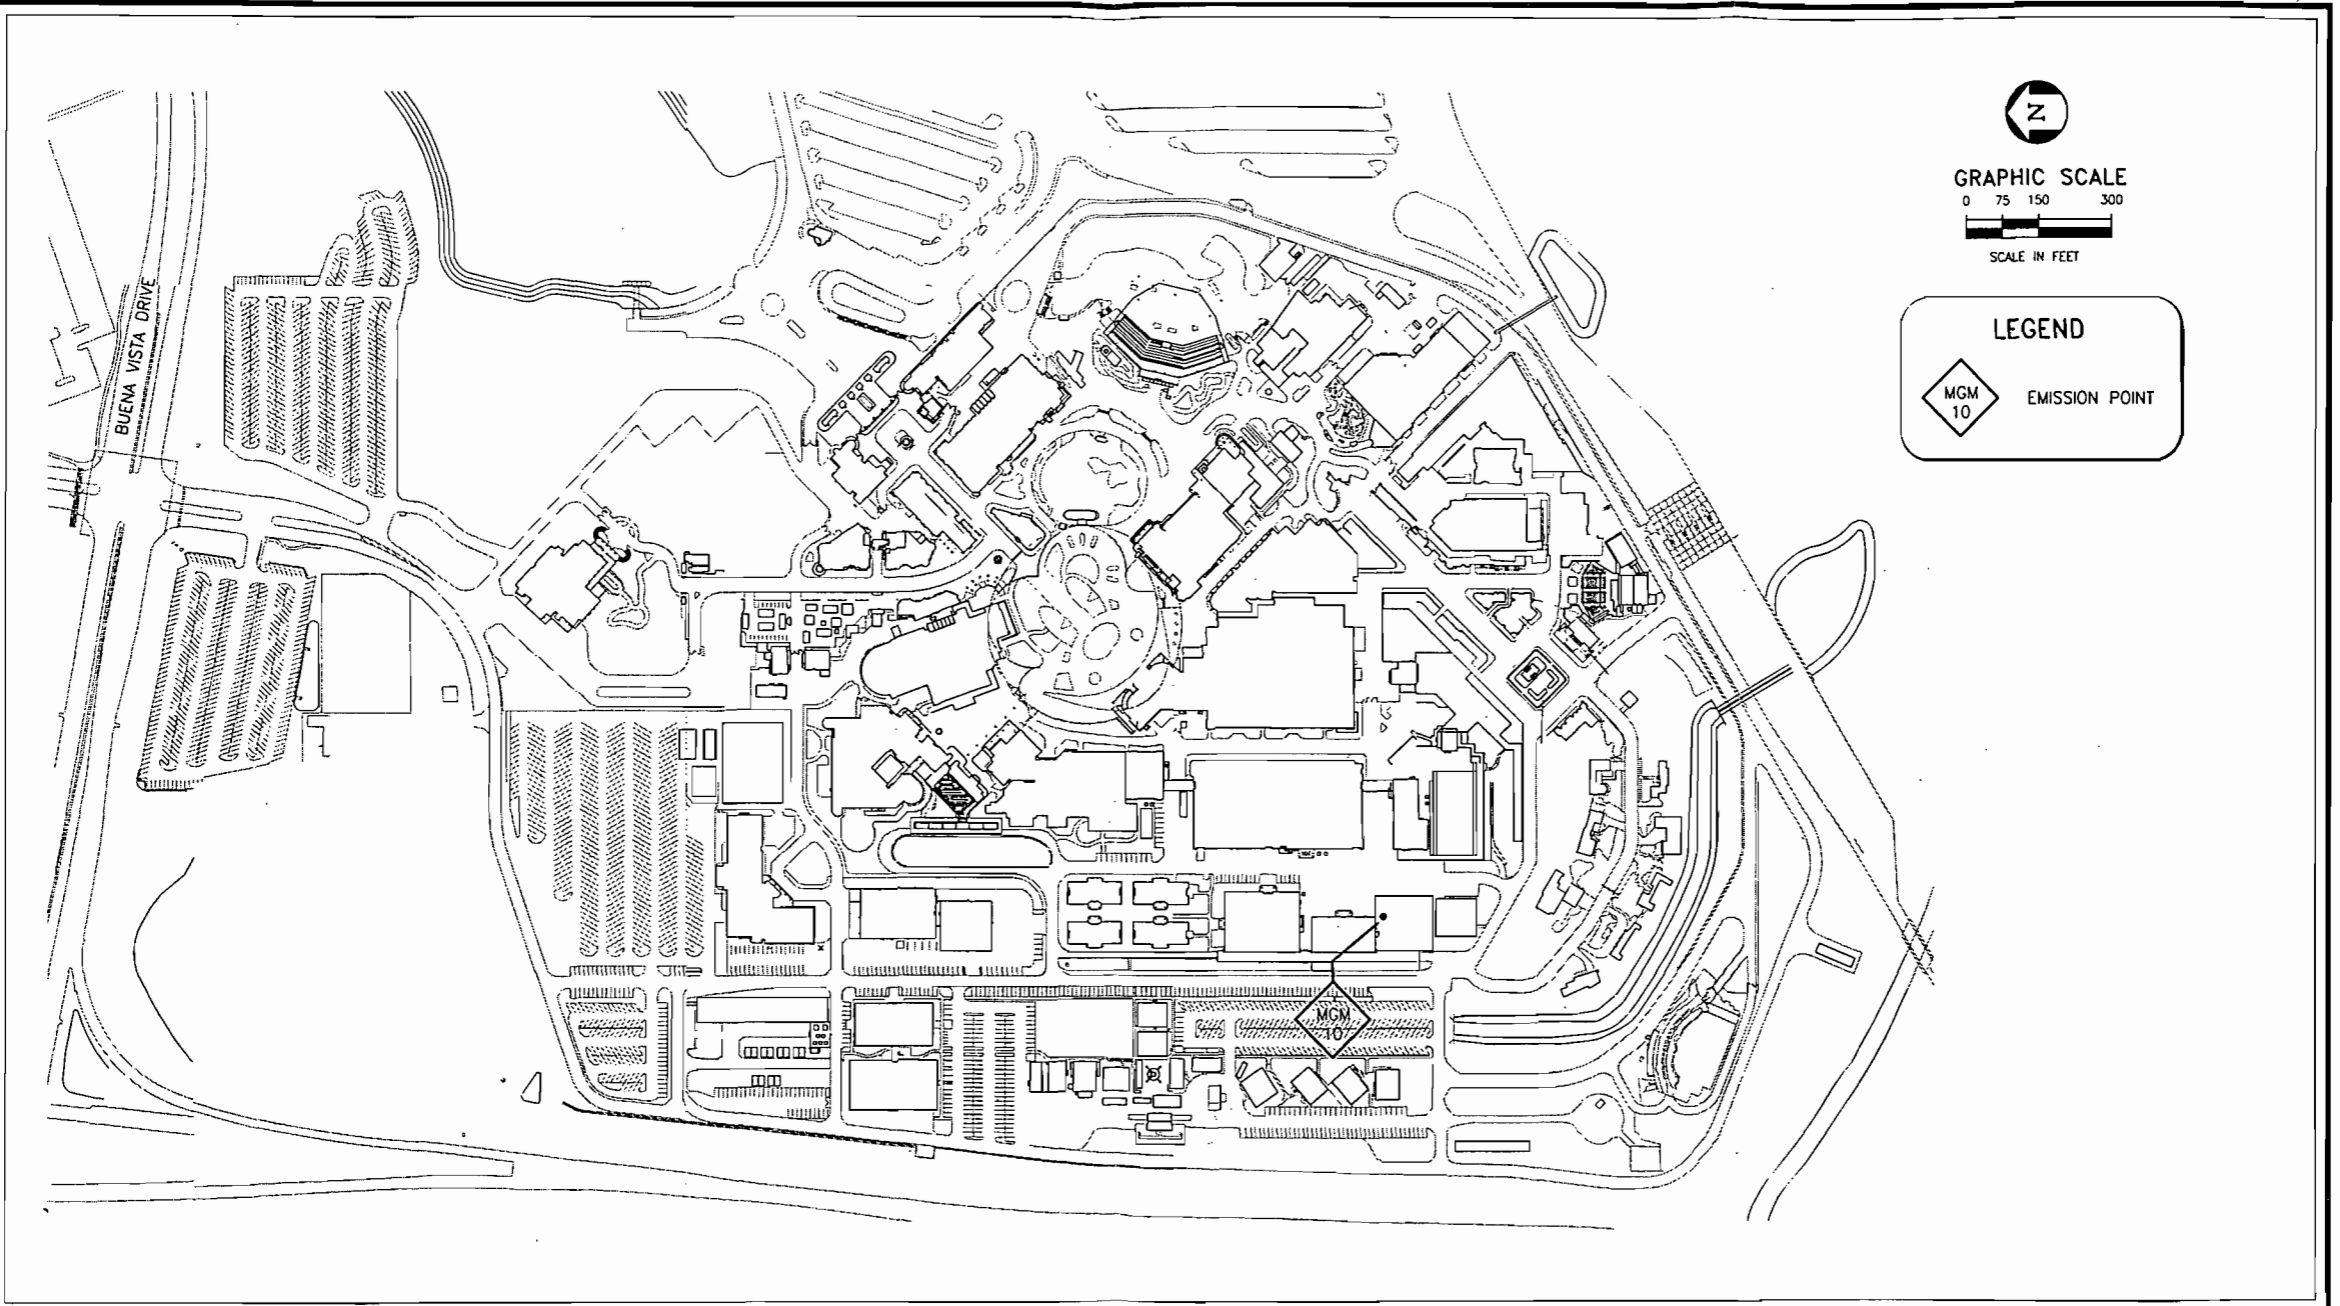 N
GRAPHIC SCALE
0 75 150 300
SCALE IN FEET
LEGEND
MGM
10
EMISSION POINT
BUENA VISTA DRIVE
MGM
10